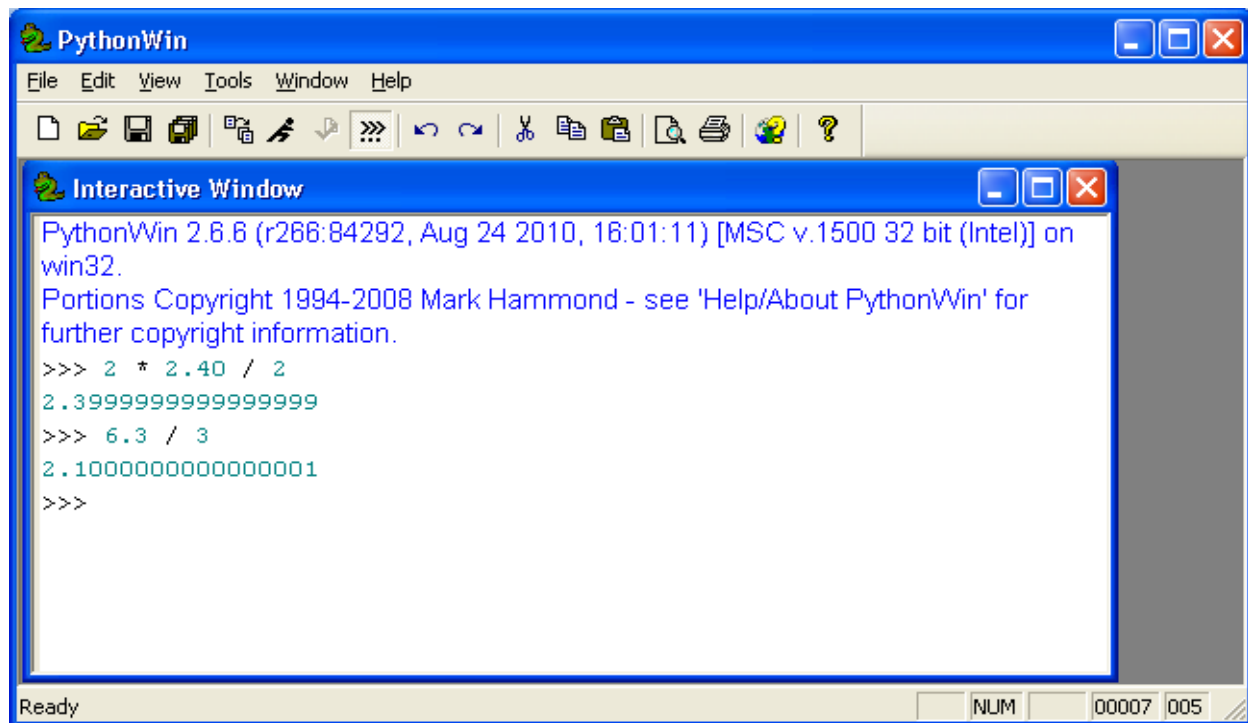 PythonWin
File Edit View Tools Window Help
Interactive Window
PythonWin 2.6.6 (r266:84292, Aug 24 2010, 16:01:11) [MSC v.1500 32 bit (Intel)] on
win32.
Portions Copyright 1994-2008 Mark Hammond - see 'Help/About PythonWin' for
further copyright information.
>>> 2 * 2.40 / 2
2.3999999999999999
>>> 6.3 / 3
2.1000000000000001
>>>
Ready NUM 00007 005